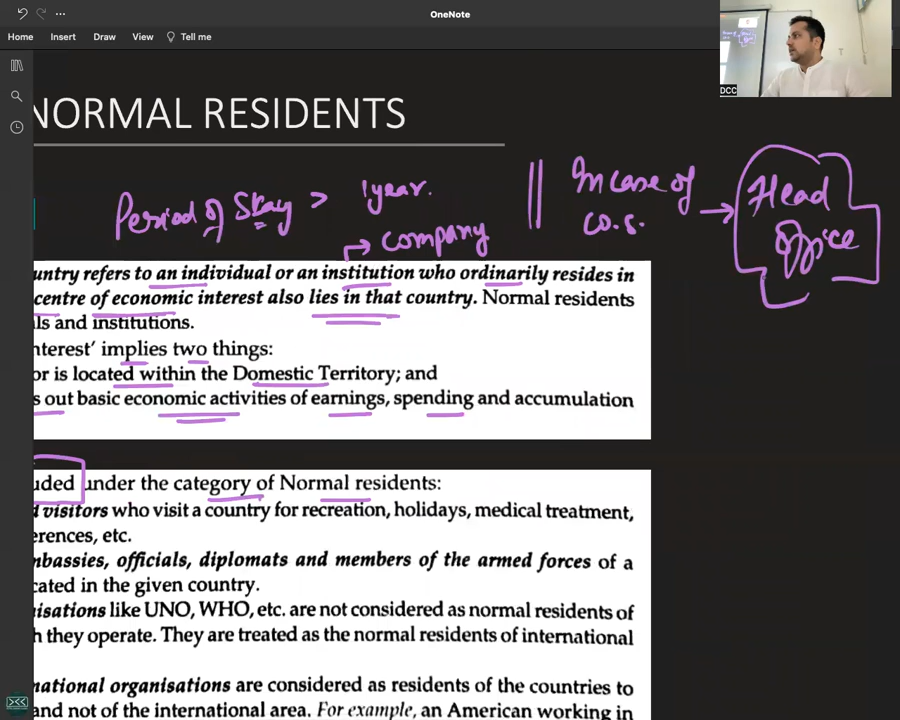 OneNote
Home Insert Draw View Tell me
DCC
NORMAL RESIDENTS
Period of Stay > 1 year.
→ company
In case of
co.s. →
Head
Office
untry refers to an individual or an institution who ordinarily resides in
centre of economic interest also lies in that country. Normal residents
ls and institutions.
nterest' implies two things:
or is located within the Domestic Territory; and
s out basic economic activities of earnings, spending and accumulation
uded under the category of Normal residents:
d visitors who visit a country for recreation, holidays, medical treatment,
erences, etc.
mbassies, officials, diplomats and members of the armed forces of a
cated in the given country.
isations like UNO, WHO, etc. are not considered as normal residents of
h they operate. They are treated as the normal residents of international
national organisations are considered as residents of the countries to
and not of the international area. For example, an American working in